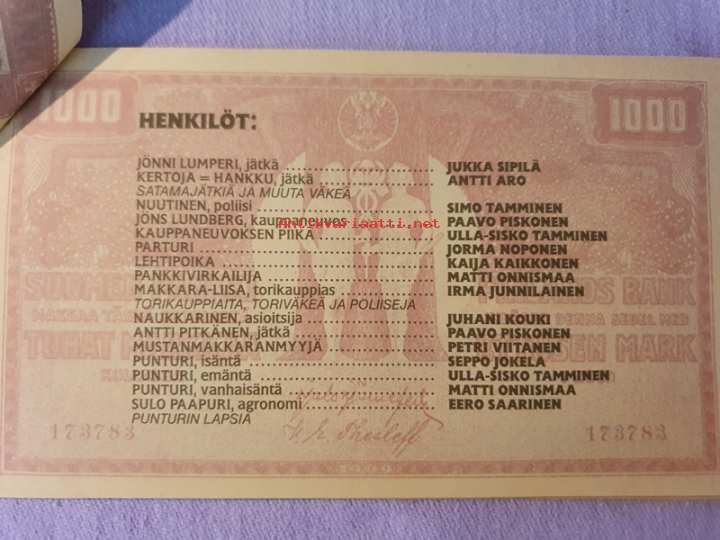 1000 1000
HENKILÖT:
JÖNNI LUMPERI, jätkä JUKKA SIPILÄ
KERTOJA = HANKKU, jätkä ANTTI ARO
SATAMAJÄTKIÄ JA MUUTA VÄKEÄ
NUUTINEN, poliisi SIMO TAMMINEN
JÖNS LUNDBERG, kauppaneuvos PAAVO PISKONEN
KAUPPANEUVOKSEN PIIKA ULLA-SISKO TAMMINEN
PARTURI JORMA NOPONEN
LEHTIPOIKA KAIJA KAIKKONEN
PANKKIVIRKAILIJA MATTI ONNISMAA
MAKKARA-LIISA, torikauppias IRMA JUNNILAINEN
TORIKAUPPIAITA, TORIVÄKEÄ JA POLIISEJA
NAUKKARINEN, asioitsija JUHANI KOUKI
ANTTI PITKÄNEN, jätkä PAAVO PISKONEN
MUSTANMAKKARANMYYJÄ PETRI VIITANEN
PUNTURI, isäntä SEPPO JOKELA
PUNTURI, emäntä ULLA-SISKO TAMMINEN
PUNTURI, vanhaisäntä MATTI ONNISMAA
SULO PAAPURI, agronomi EERO SAARINEN
PUNTURIN LAPSIA
173783 173783
Antikvariaatti.net